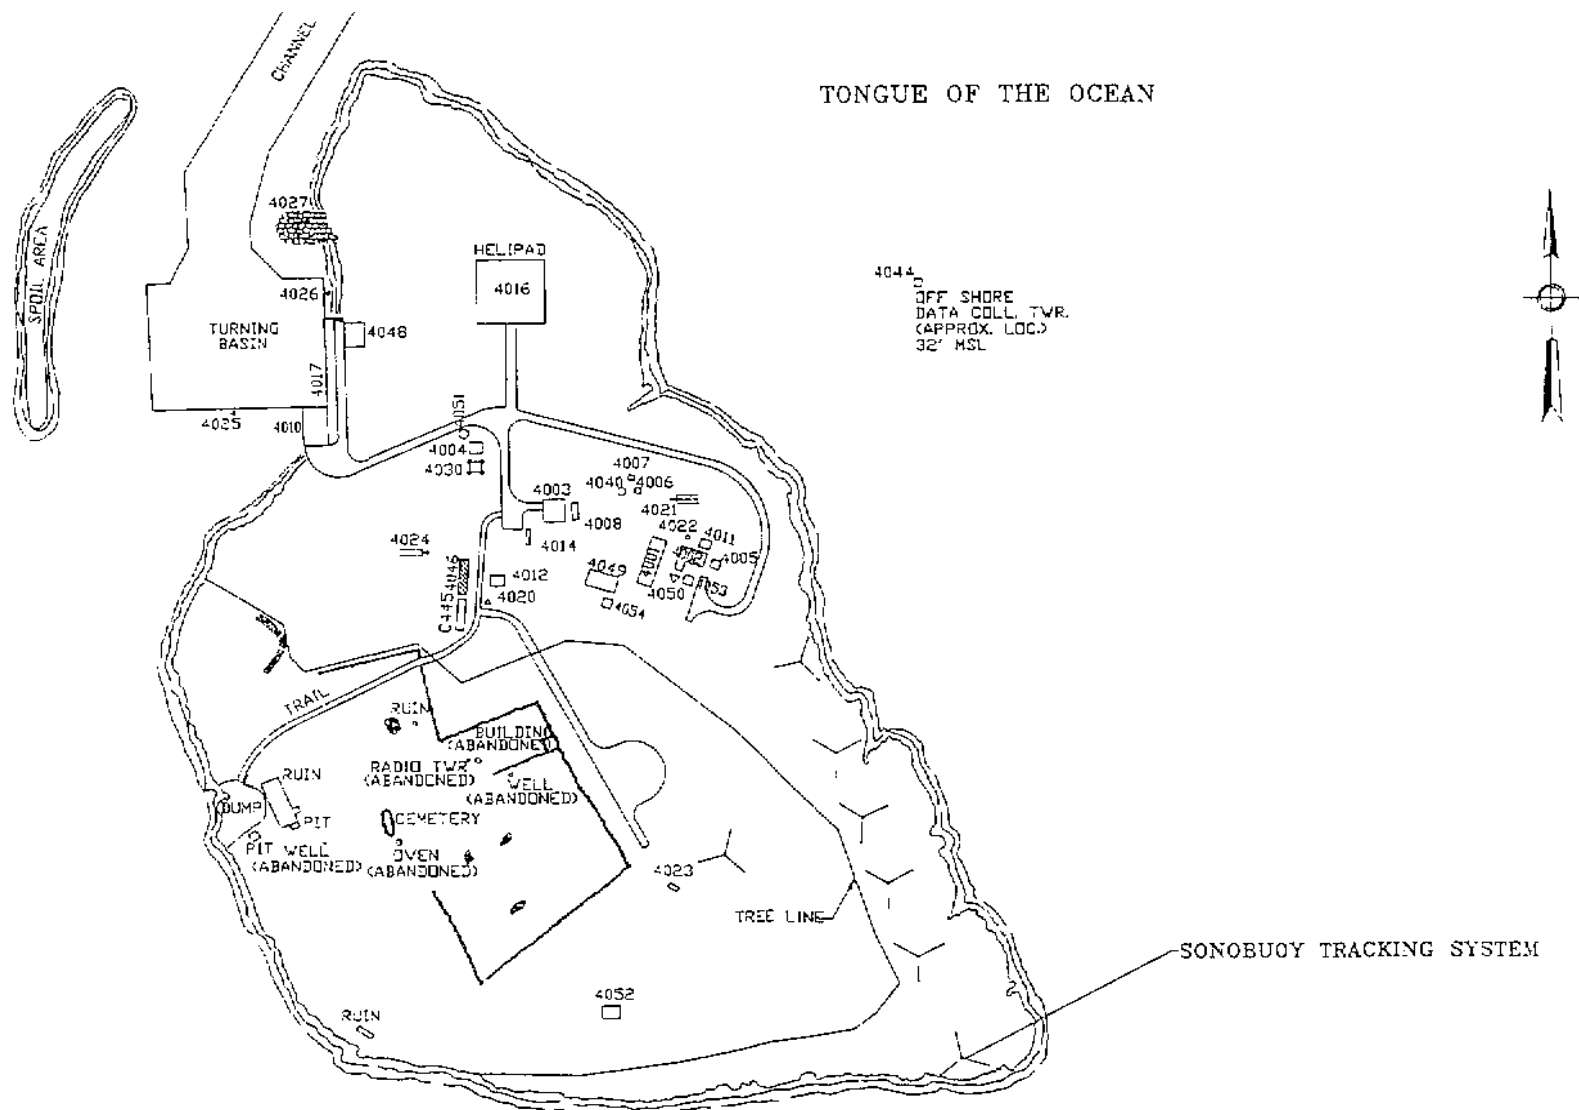 CHANNEL
TONGUE OF THE OCEAN
SPOIL AREA
4027
HELIPAD
4016
4044
OFF SHORE
DATA COLL. TWR.
(APPROX. LOC.)
32' MSL
4026
TURNING
BASIN
4048
4017
4025
4010
4051
4004
4030
4007
4040
4006
4003
4021
4008
4022
4011
4024
4014
4001
4005
4049
4046
4012
4050
4053
C445
4020
4054
TRAIL
RUIN
BUILDING
(ABANDONED)
RADIO TWR
(ABANDONED)
WELL
(ABANDONED)
RUIN
DUMP
PIT
CEMETERY
PIT
WELL
(ABANDONED)
OVEN
(ABANDONED)
4023
TREE LINE
SONOBUOY TRACKING SYSTEM
4052
RUIN